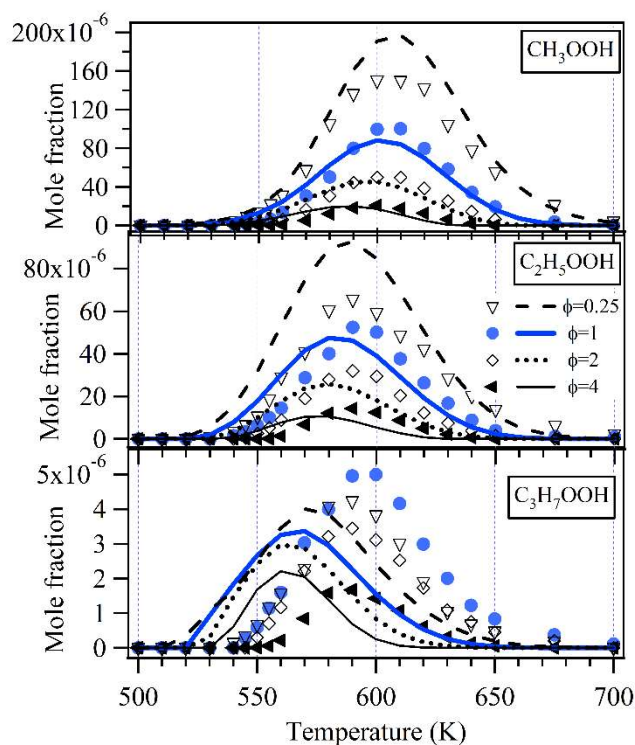 200x10⁻⁶
160
120
80
40
0
Mole fraction
CH₃OOH
80x10⁻⁶
60
40
20
0
Mole fraction
C₂H₅OOH
ϕ=0.25
ϕ=1
ϕ=2
ϕ=4
5x10⁻⁶
4
3
2
1
0
Mole fraction
C₃H₇OOH
500 550 600 650 700
Temperature (K)